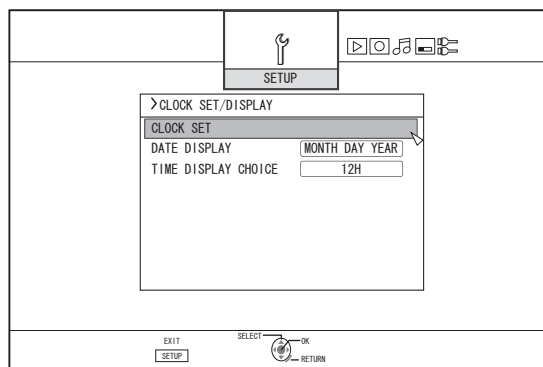 SETUP
>CLOCK SET/DISPLAY
CLOCK SET
DATE DISPLAY MONTH DAY YEAR
TIME DISPLAY CHOICE 12H
EXIT SELECT OK
SETUP RETURN